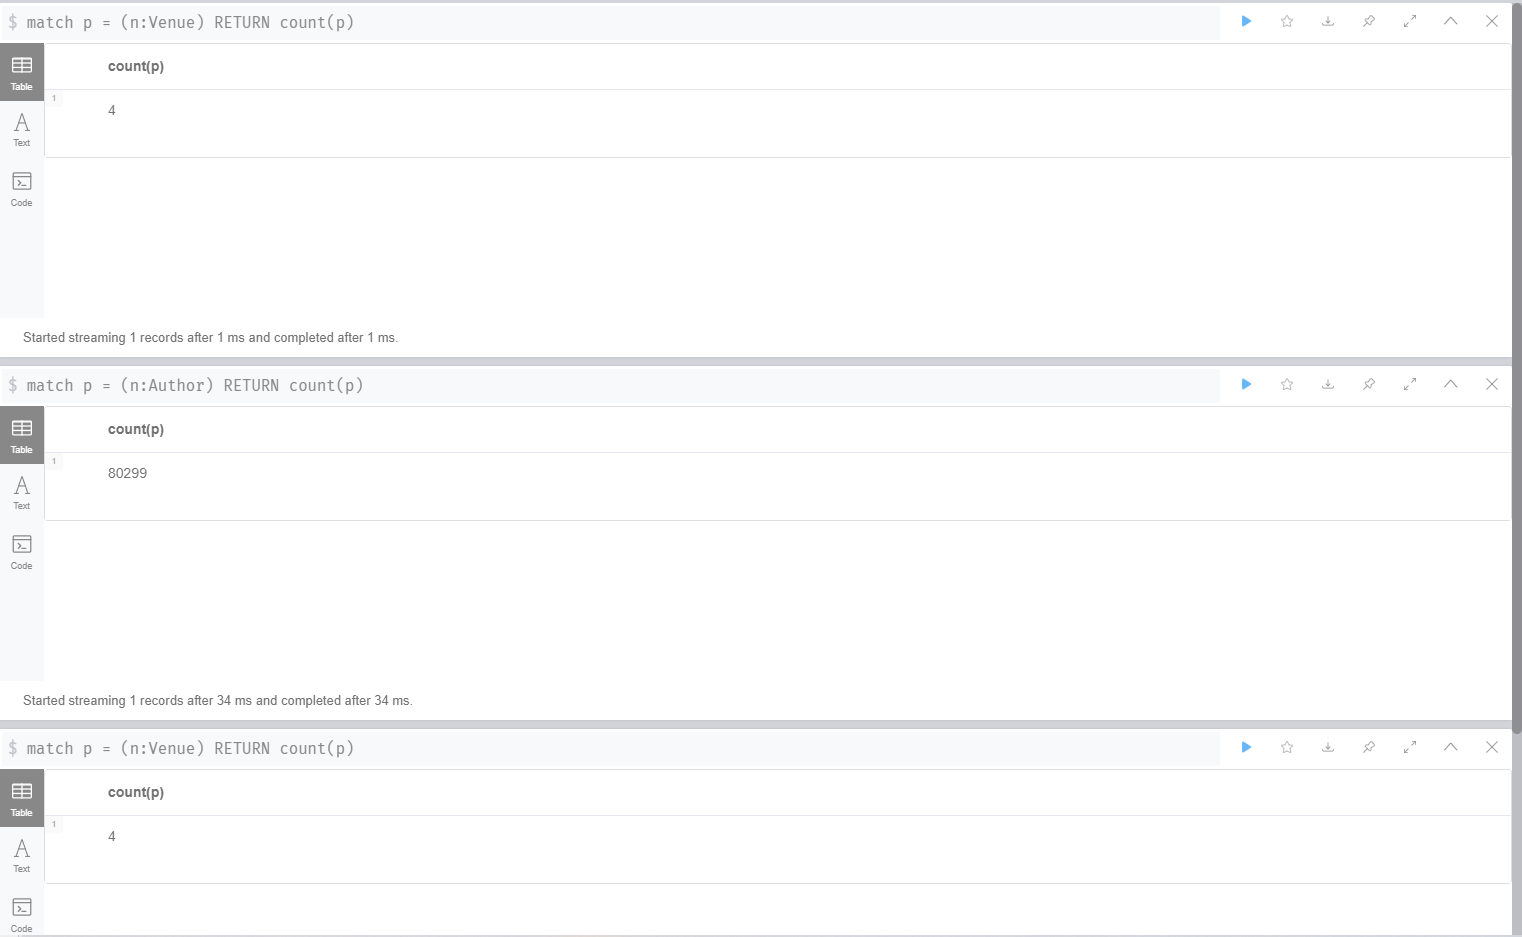 $ match p = (n:Venue) RETURN count(p)
Table
count(p)
1
4
Text
Code
Started streaming 1 records after 1 ms and completed after 1 ms.
$ match p = (n:Author) RETURN count(p)
Table
count(p)
1
80299
Text
Code
Started streaming 1 records after 34 ms and completed after 34 ms.
$ match p = (n:Venue) RETURN count(p)
Table
count(p)
1
4
Text
Code